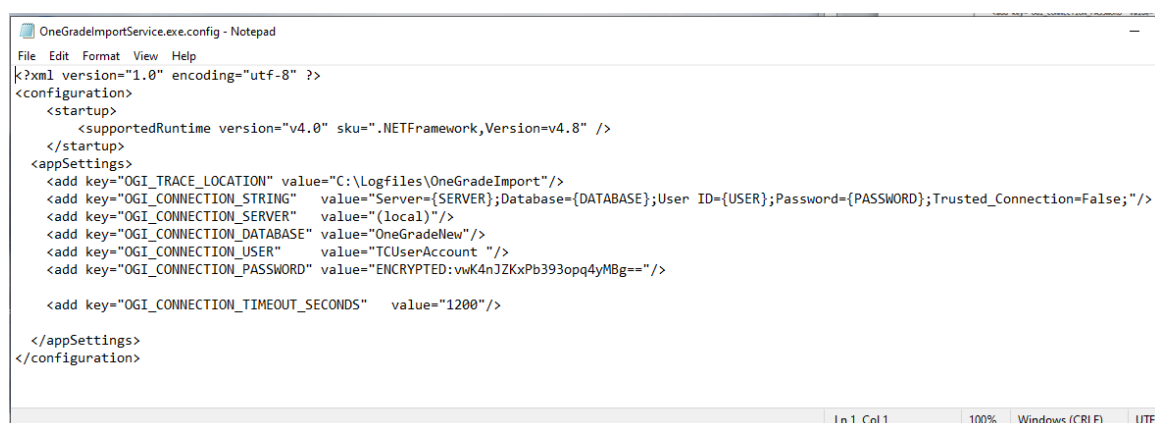 OneGradeImportService.exe.config - Notepad
File Edit Format View Help
<?xml version="1.0" encoding="utf-8" ?>
<configuration>
    <startup>
        <supportedRuntime version="v4.0" sku=".NETFramework,Version=v4.8" />
    </startup>
  <appSettings>
    <add key="OGI_TRACE_LOCATION" value="C:\Logfiles\OneGradeImport"/>
    <add key="OGI_CONNECTION_STRING"   value="Server={SERVER};Database={DATABASE};User ID={USER};Password={PASSWORD};Trusted_Connection=False;"/>
    <add key="OGI_CONNECTION_SERVER"   value="(local)"/>
    <add key="OGI_CONNECTION_DATABASE" value="OneGradeNew"/>
    <add key="OGI_CONNECTION_USER"     value="TCUserAccount "/>
    <add key="OGI_CONNECTION_PASSWORD" value="ENCRYPTED:vwK4nJZKxPb393opq4yMBg=="/>
    <add key="OGI_CONNECTION_TIMEOUT_SECONDS"   value="1200"/>
  </appSettings>
</configuration>
Ln 1, Col 1 100% Windows (CRLF) UTF